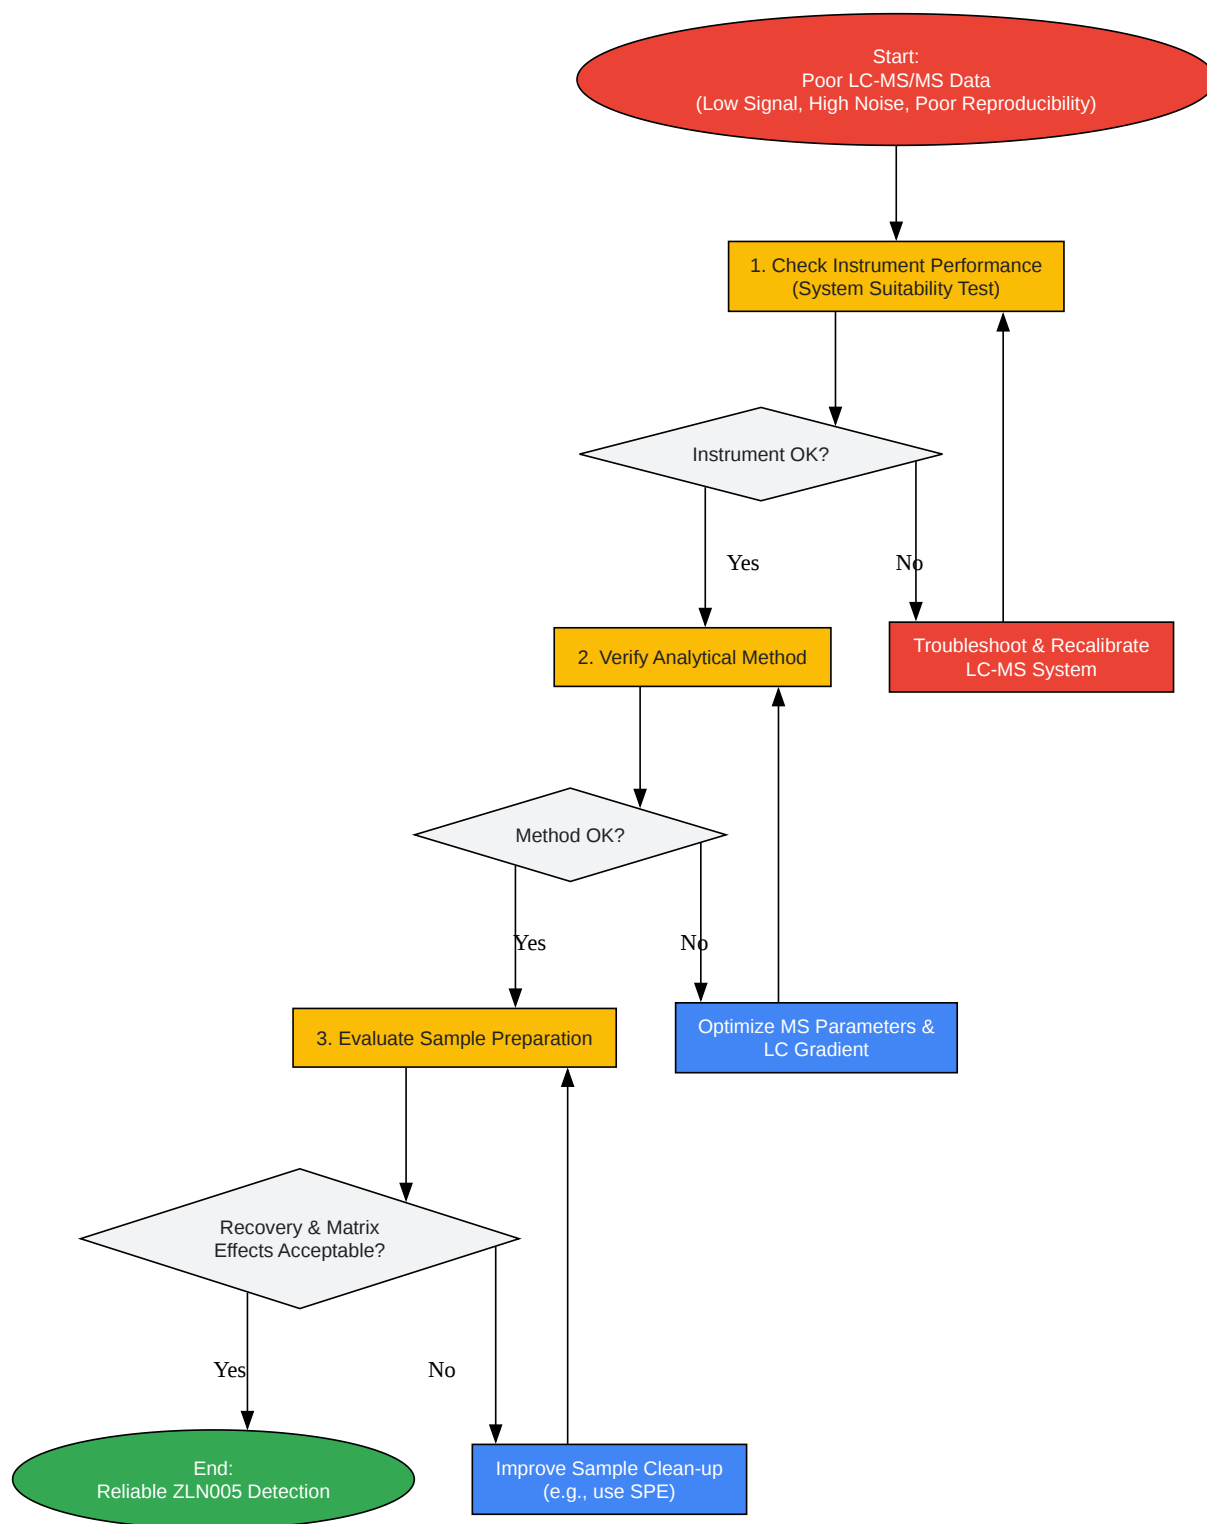 Start:
Poor LC-MS/MS Data
(Low Signal, High Noise, Poor Reproducibility)
1. Check Instrument Performance
(System Suitability Test)
Instrument OK?
Yes
No
Troubleshoot & Recalibrate
LC-MS System
2. Verify Analytical Method
Method OK?
Yes
No
Optimize MS Parameters &
LC Gradient
3. Evaluate Sample Preparation
Recovery & Matrix
Effects Acceptable?
Yes
No
End:
Reliable ZLN005 Detection
Improve Sample Clean-up
(e.g., use SPE)